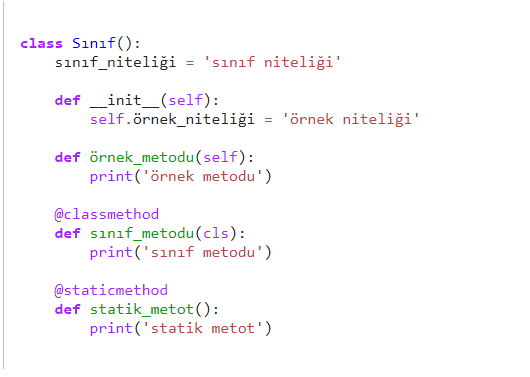 class Sınıf():
    sınıf_niteliği = 'sınıf niteliği'
    def __init__(self):
        self.örnek_niteliği = 'örnek niteliği'
    def örnek_metodu(self):
        print('örnek metodu')
    @classmethod
    def sınıf_metodu(cls):
        print('sınıf metodu')
    @staticmethod
    def statik_metot():
        print('statik metot')